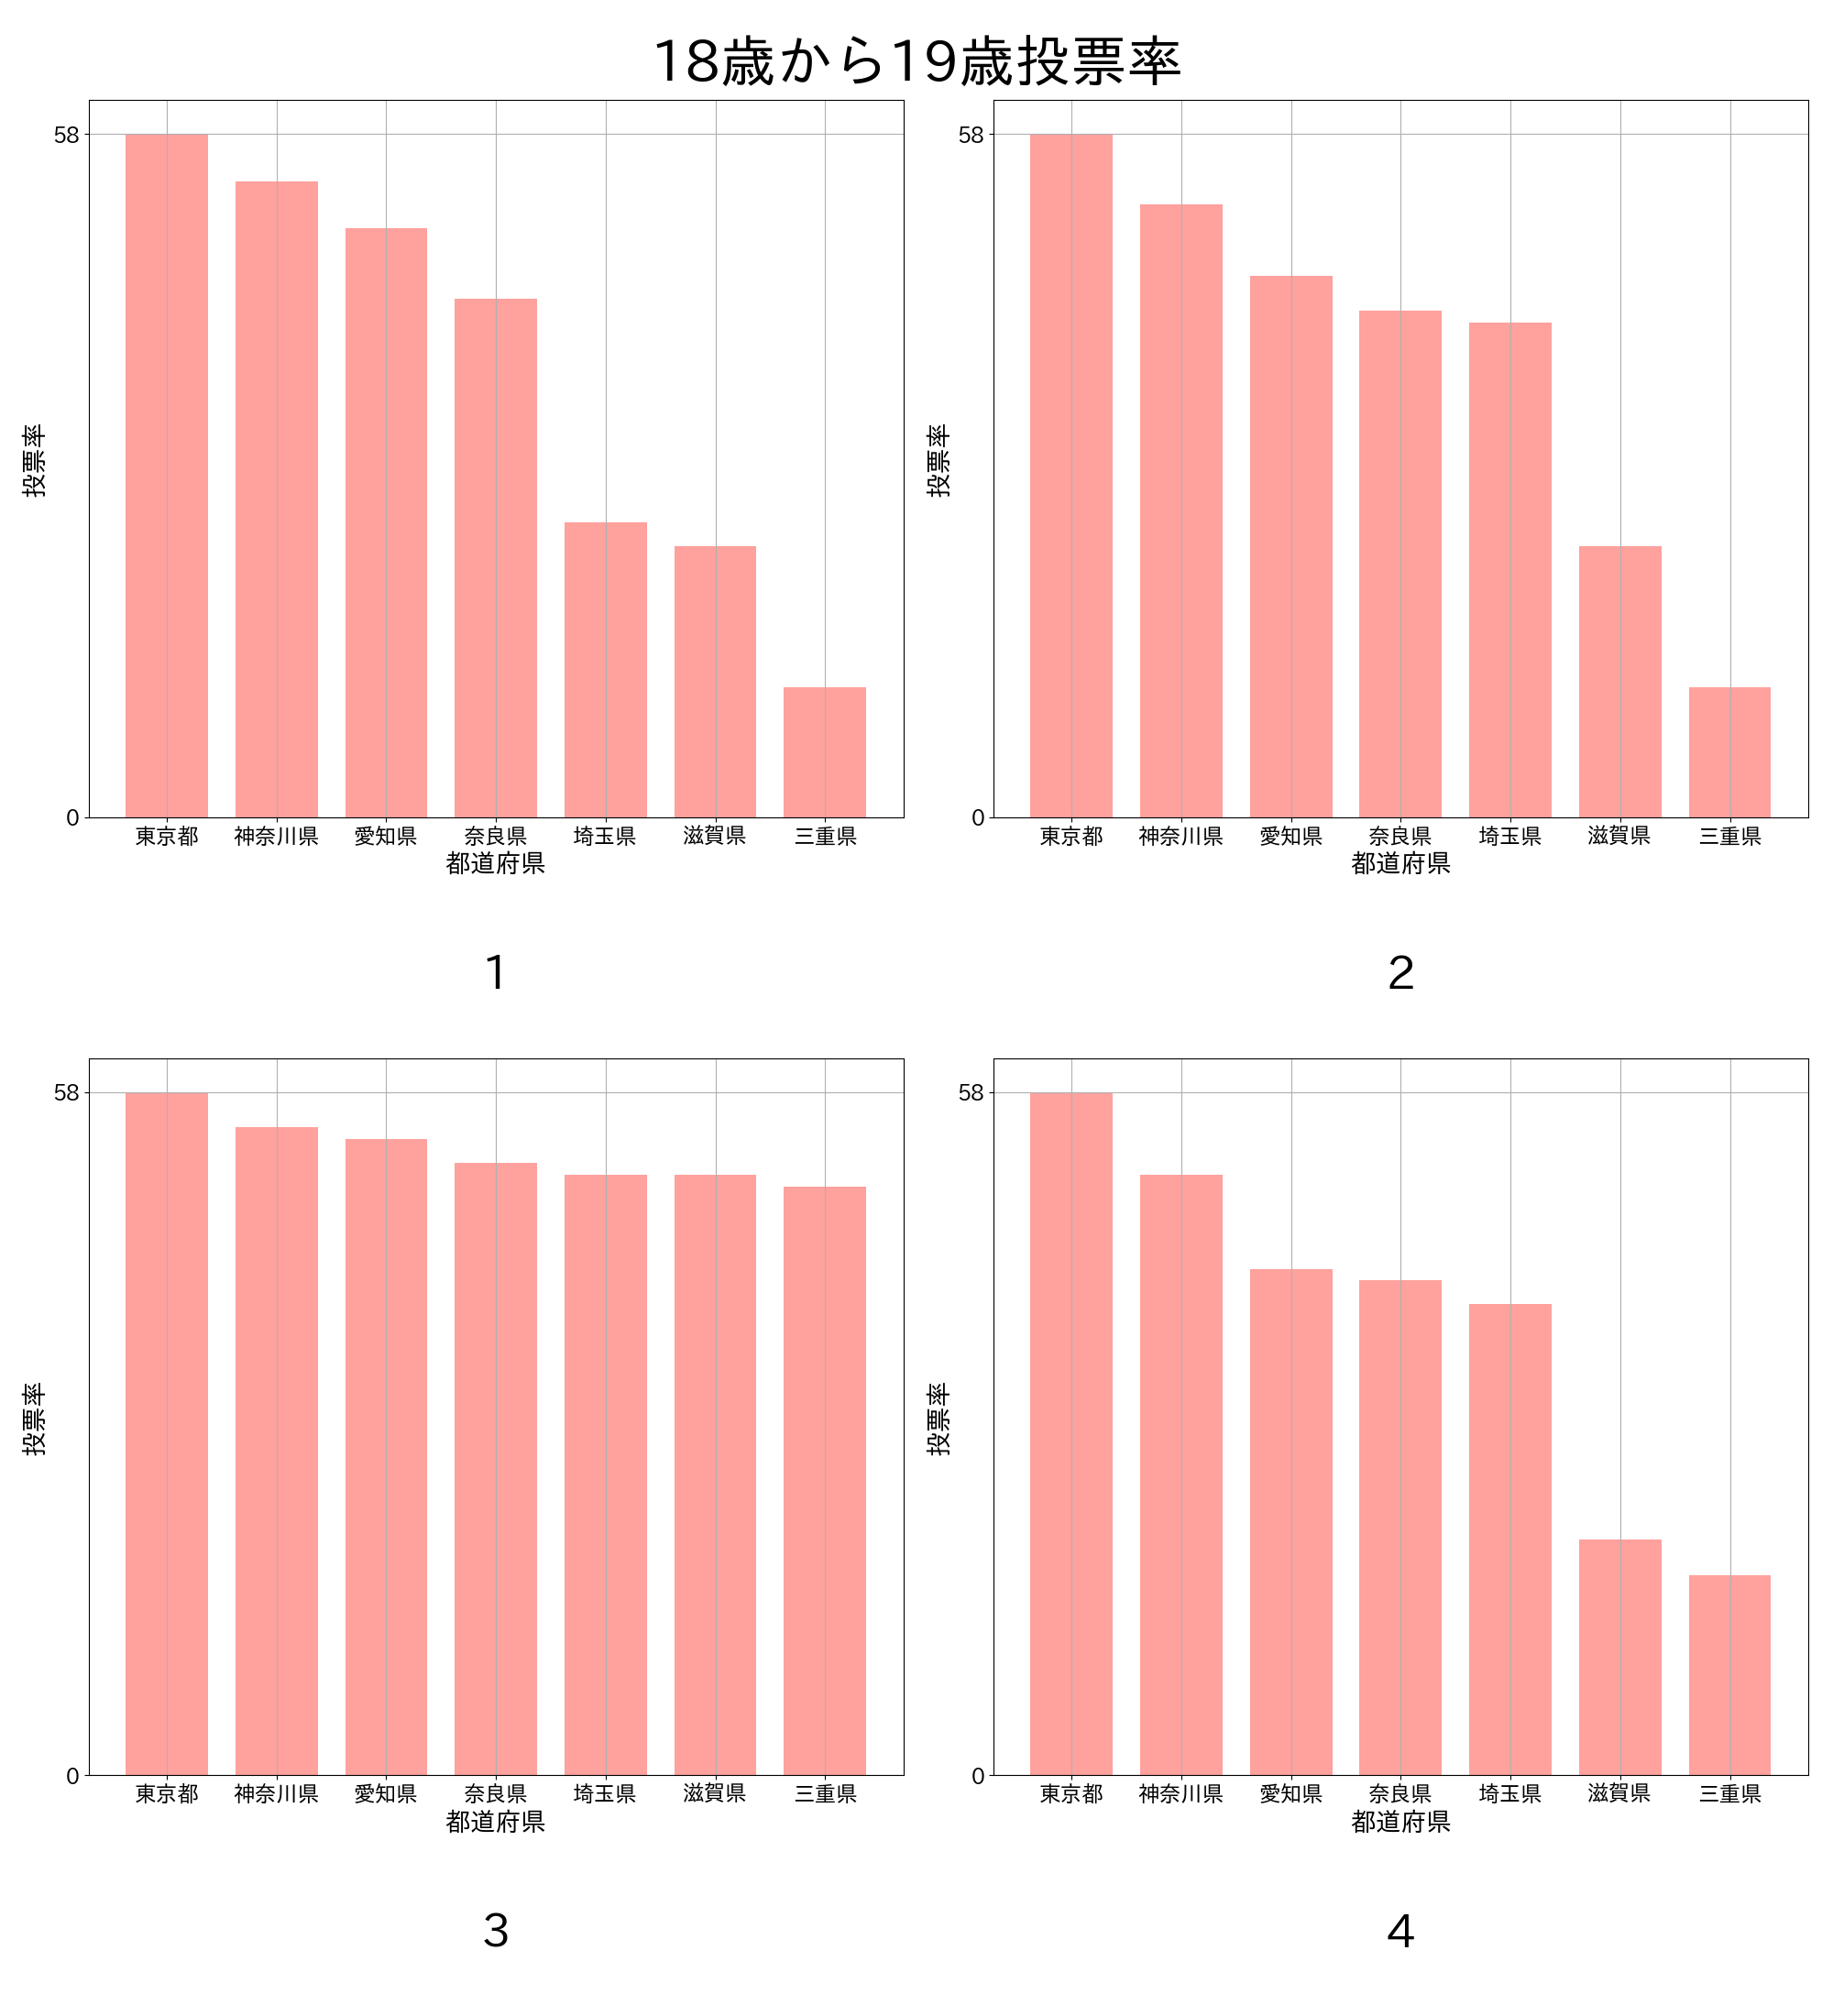 18歳から19歳投票率
58
0
投票率
東京都 神奈川県 愛知県 奈良県 埼玉県 滋賀県 三重県
都道府県
1
58
0
投票率
東京都 神奈川県 愛知県 奈良県 埼玉県 滋賀県 三重県
都道府県
2
58
0
投票率
東京都 神奈川県 愛知県 奈良県 埼玉県 滋賀県 三重県
都道府県
3
58
0
投票率
東京都 神奈川県 愛知県 奈良県 埼玉県 滋賀県 三重県
都道府県
4